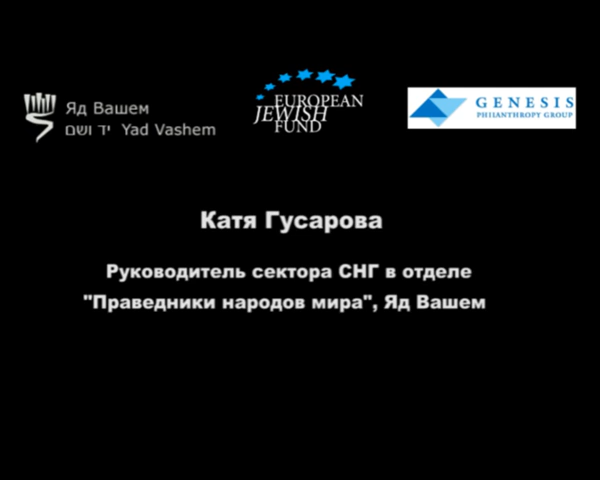 Яд Вашем
יד ושם Yad Vashem
EUROPEAN
JEWISH
FUND
GENESIS
PHILANTHROPY GROUP
Катя Гусарова
Руководитель сектора СНГ в отделе
"Праведники народов мира", Яд Вашем